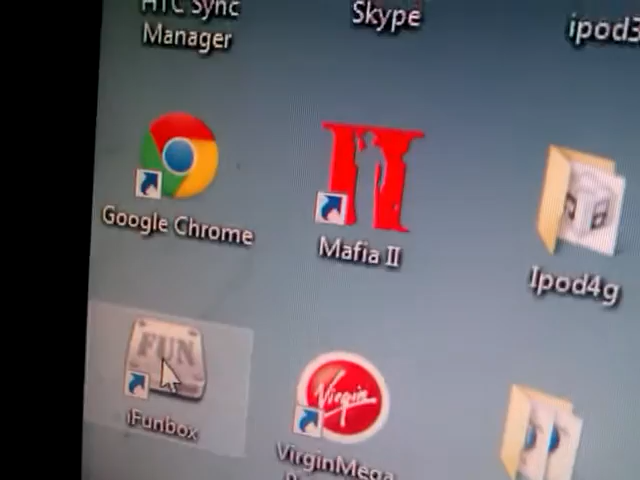 HTC Sync
Manager
Skype
ipod3
Google Chrome
Mafia II
Ipod4g
FUN
iFunbox
Virgin
VirginMega